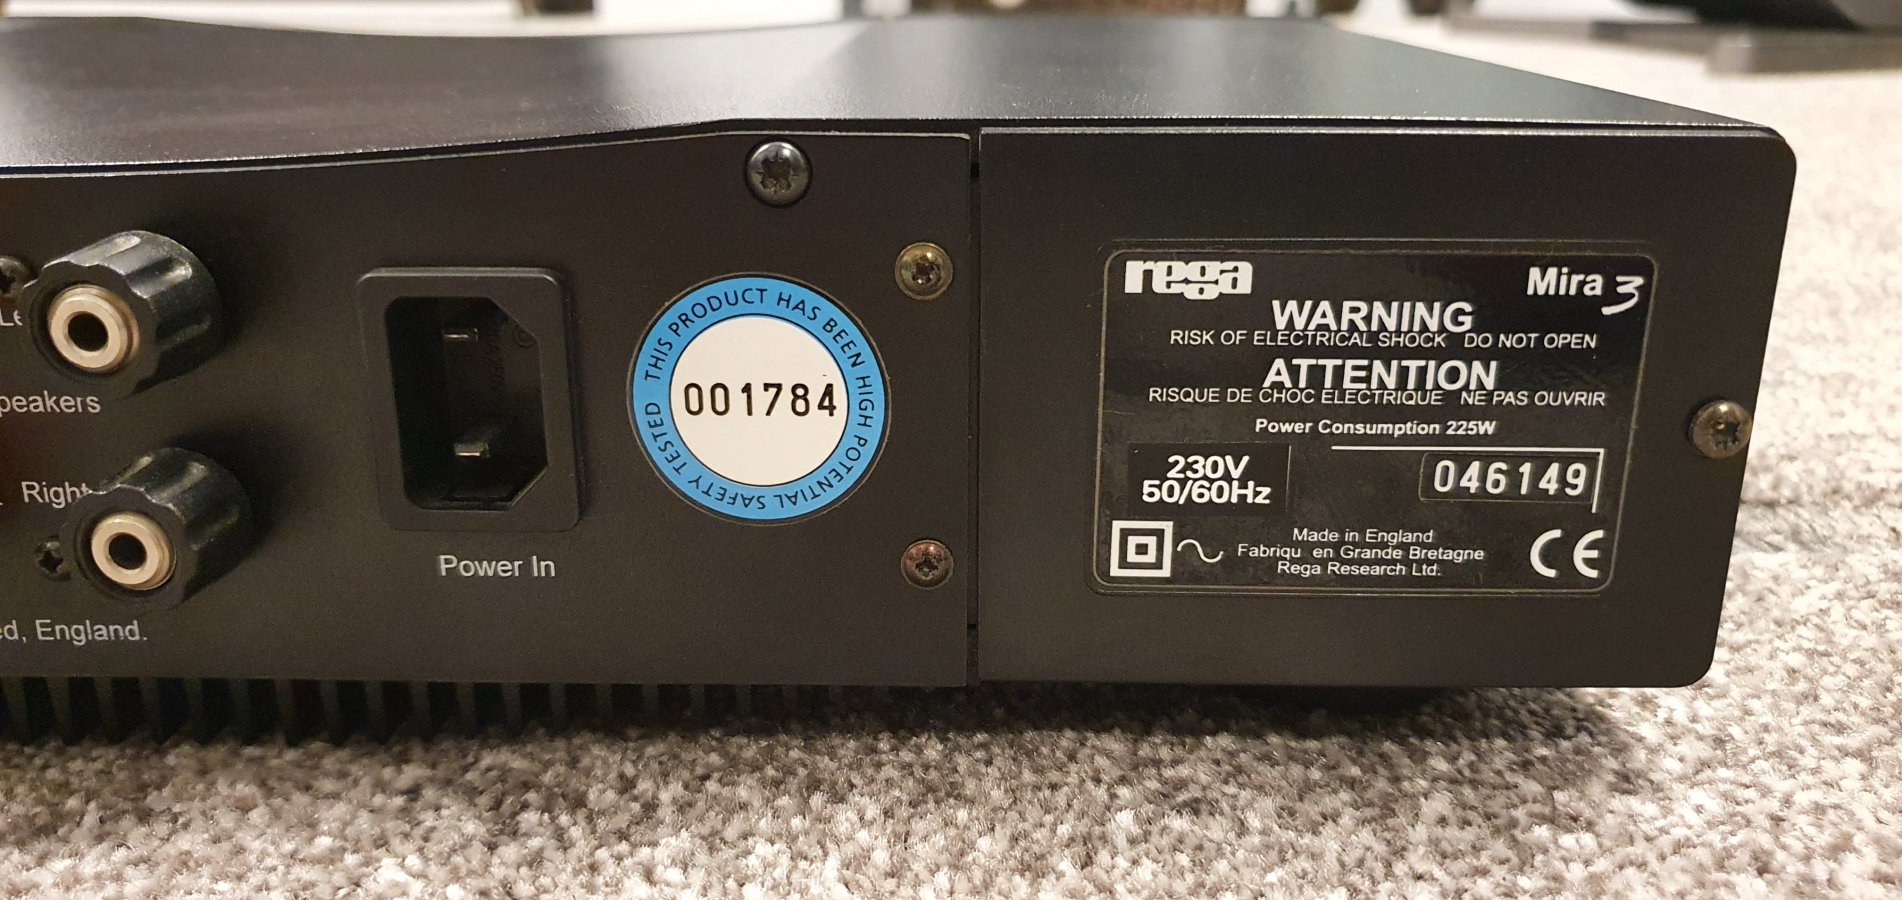 peakers
Right
ed, England.
Power In
THIS PRODUCT HAS BEEN HIGH POTENTIAL SAFETY TESTED
001784
rega Mira 3
WARNING
RISK OF ELECTRICAL SHOCK DO NOT OPEN
ATTENTION
RISQUE DE CHOC ELECTRIQUE NE PAS OUVRIR
Power Consumption 225W
230V
50/60Hz
046149
Made in England
Fabriqu en Grande Bretagne
Rega Research Ltd.
CE